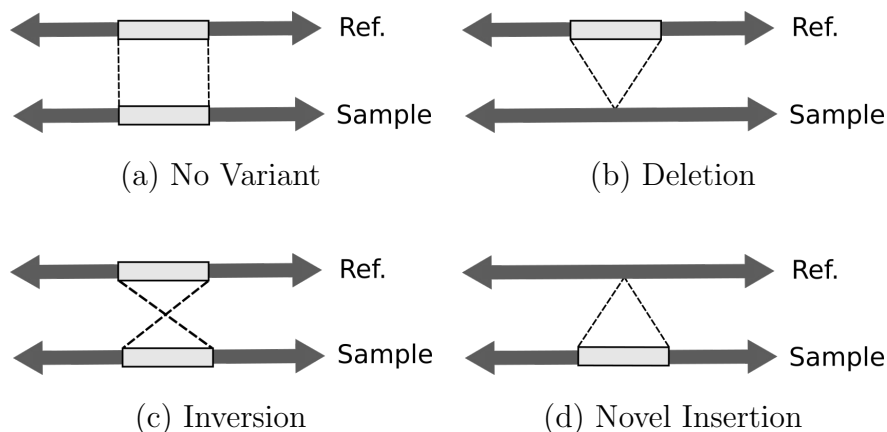 Ref.
Ref.
Sample
Sample
(a) No Variant
(b) Deletion
Ref.
Ref.
Sample
Sample
(c) Inversion
(d) Novel Insertion